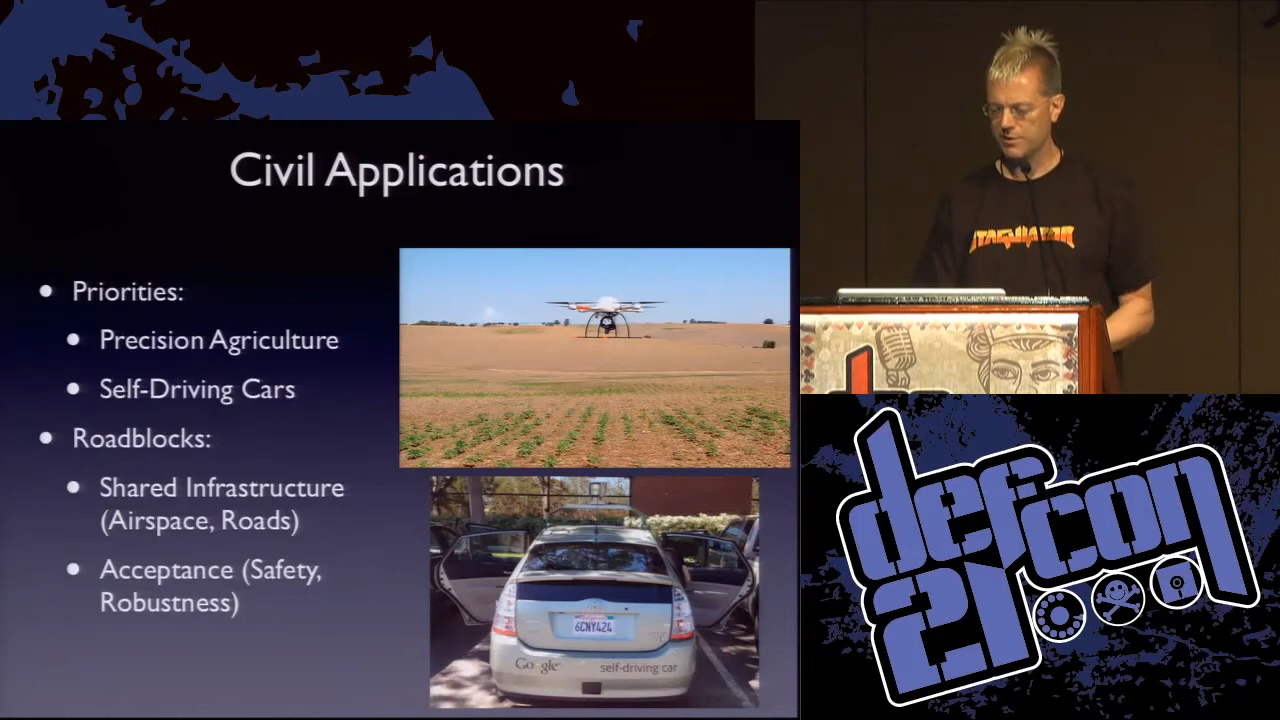 Civil Applications
Priorities:
Precision Agriculture
Self-Driving Cars
Roadblocks:
Shared Infrastructure
(Airspace, Roads)
Acceptance (Safety,
Robustness)
6CNY424
Google
self-driving car
defcon
21